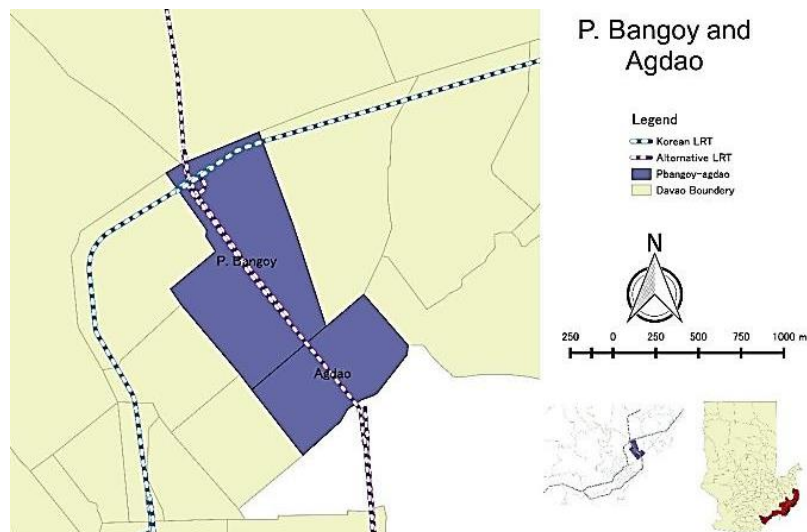 P. Bangoy and
Agdao
Legend
Korean LRT
Alternative LRT
Pbangoy-agdao
Davao Boundary
P. Bangoy
Agdao
N
250 0 250 500 750 1000 m